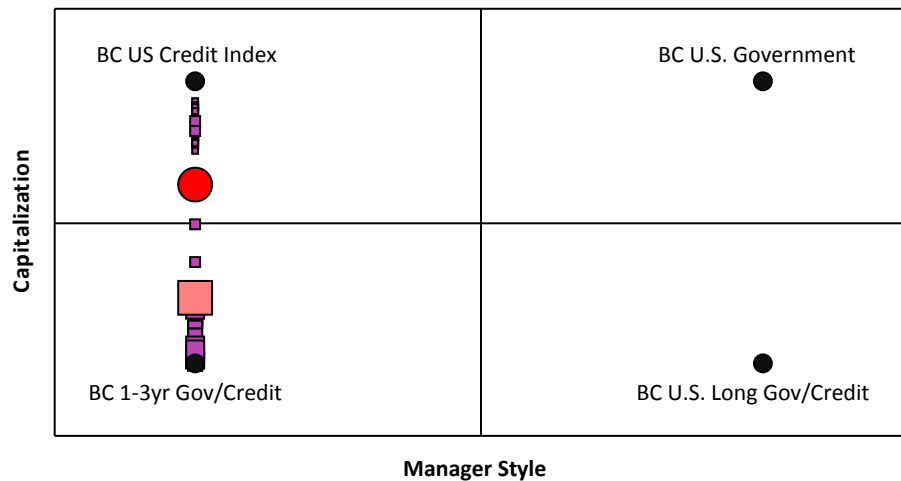 BC US Credit Index
BC U.S. Government
Capitalization
BC 1-3yr Gov/Credit
BC U.S. Long Gov/Credit
Manager Style